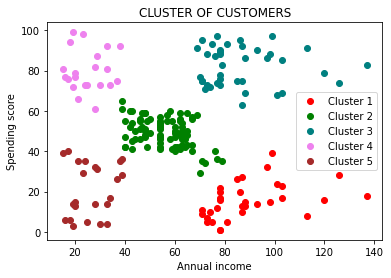 CLUSTER OF CUSTOMERS
100
80
60
40
20
0
Spending score
Cluster 1
Cluster 2
Cluster 3
Cluster 4
Cluster 5
20 40 60 80 100 120 140
Annual income